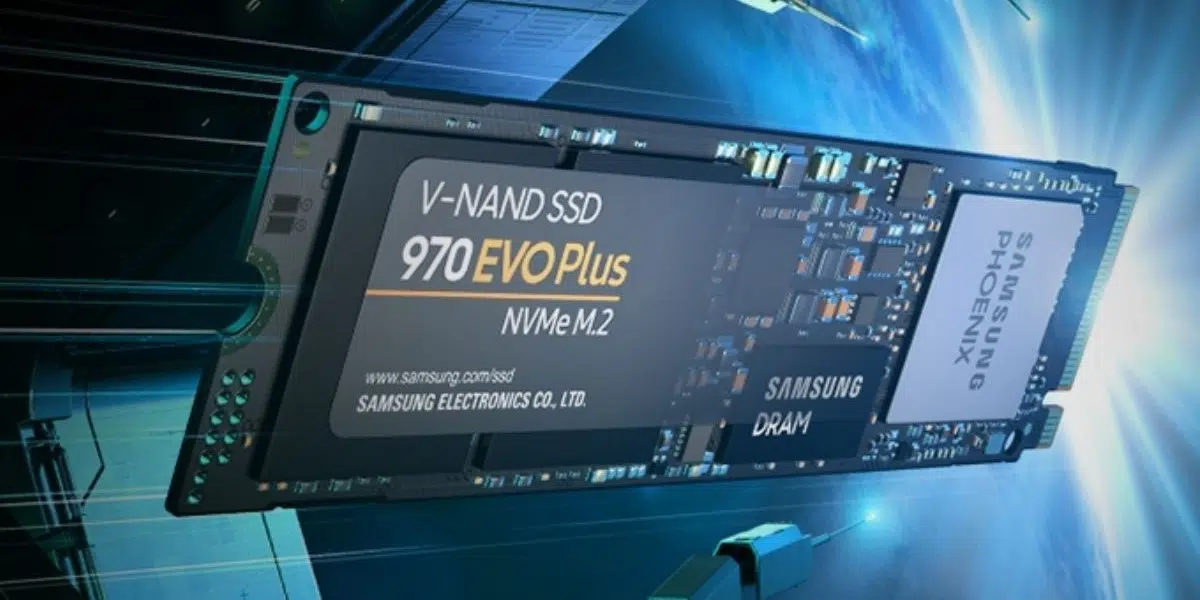 V-NAND SSD
970 EVO Plus
NVMe M.2
www.samsung.com/ssd
SAMSUNG ELECTRONICS CO., LTD.
SAMSUNG
DRAM
SAMSUNG
PHOENIX